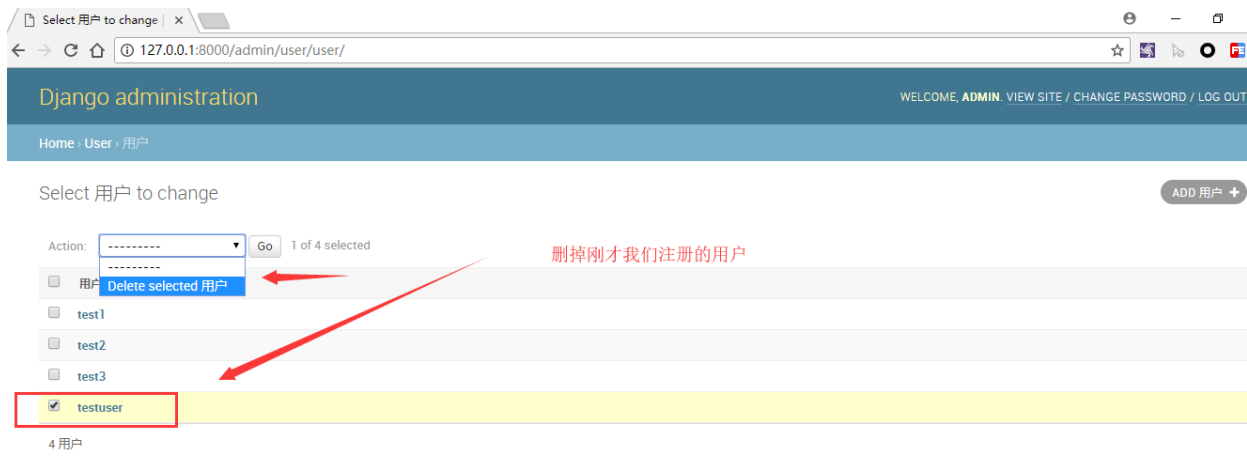 Select 用户 to change |
127.0.0.1:8000/admin/user/user/
Django administration
WELCOME, ADMIN. VIEW SITE / CHANGE PASSWORD / LOG OUT
Home › User › 用户
Select 用户 to change
ADD 用户 +
Action: --------- Go 1 of 4 selected
---------
删掉刚才我们注册的用户
Delete selected 用户
test1
test2
test3
testuser
4 用户